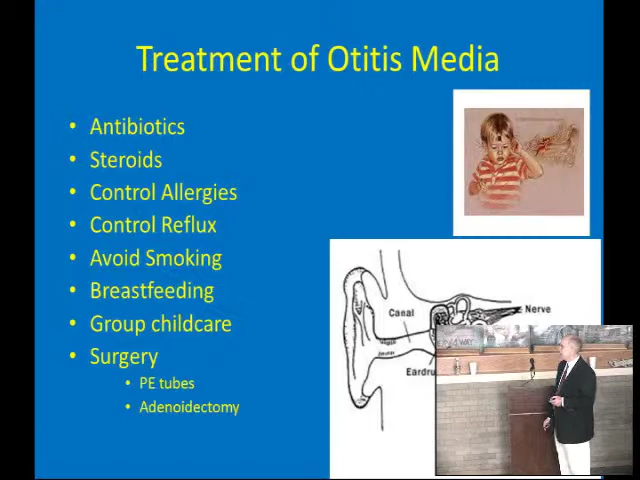 Treatment of Otitis Media
• Antibiotics
• Steroids
• Control Allergies
• Control Reflux
• Avoid Smoking
• Breastfeeding
• Group childcare
• Surgery
• PE tubes
• Adenoidectomy
Canal
Nerve
Eardru
WAY